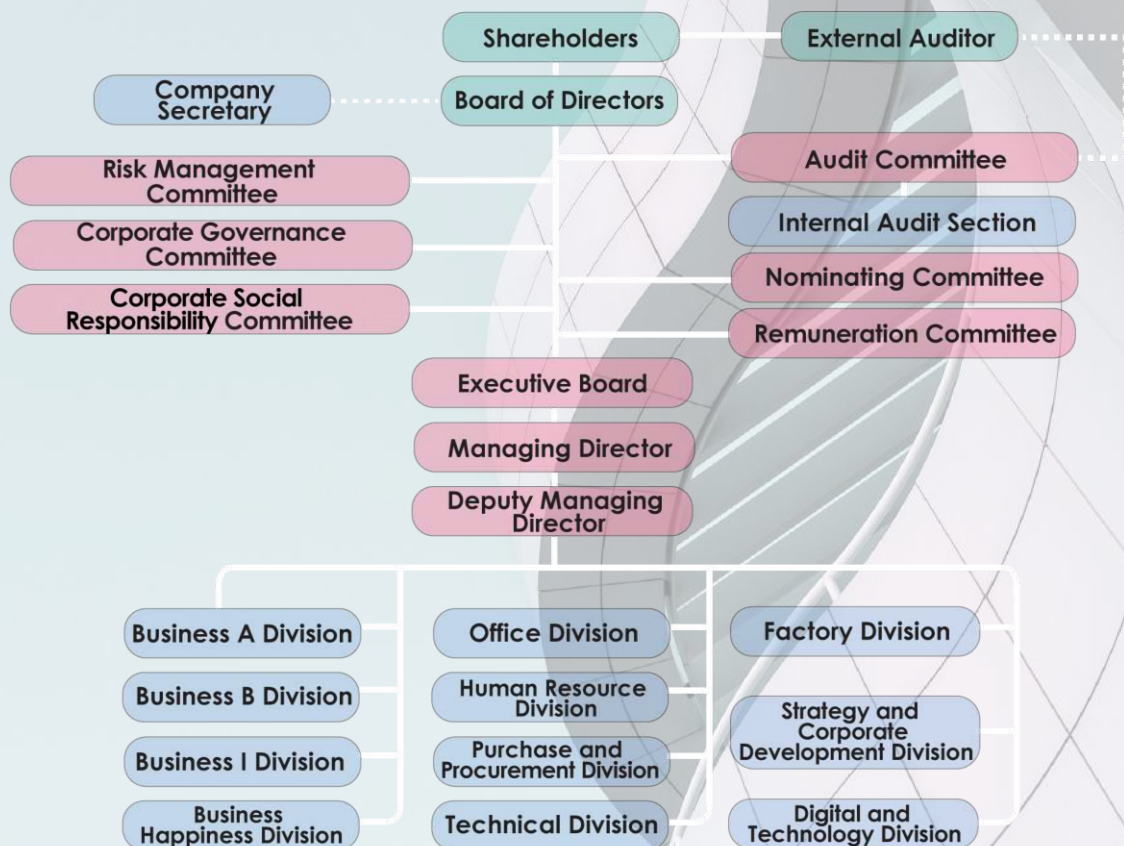 Shareholders
External Auditor
Company
Secretary
Board of Directors
Audit Committee
Risk Management
Committee
Internal Audit Section
Corporate Governance
Committee
Nominating Committee
Corporate Social
Responsibility Committee
Remuneration Committee
Executive Board
Managing Director
Deputy Managing
Director
Business A Division
Office Division
Factory Division
Business B Division
Human Resource
Division
Strategy and
Corporate
Development Division
Business I Division
Purchase and
Procurement Division
Business
Happiness Division
Technical Division
Digital and
Technology Division